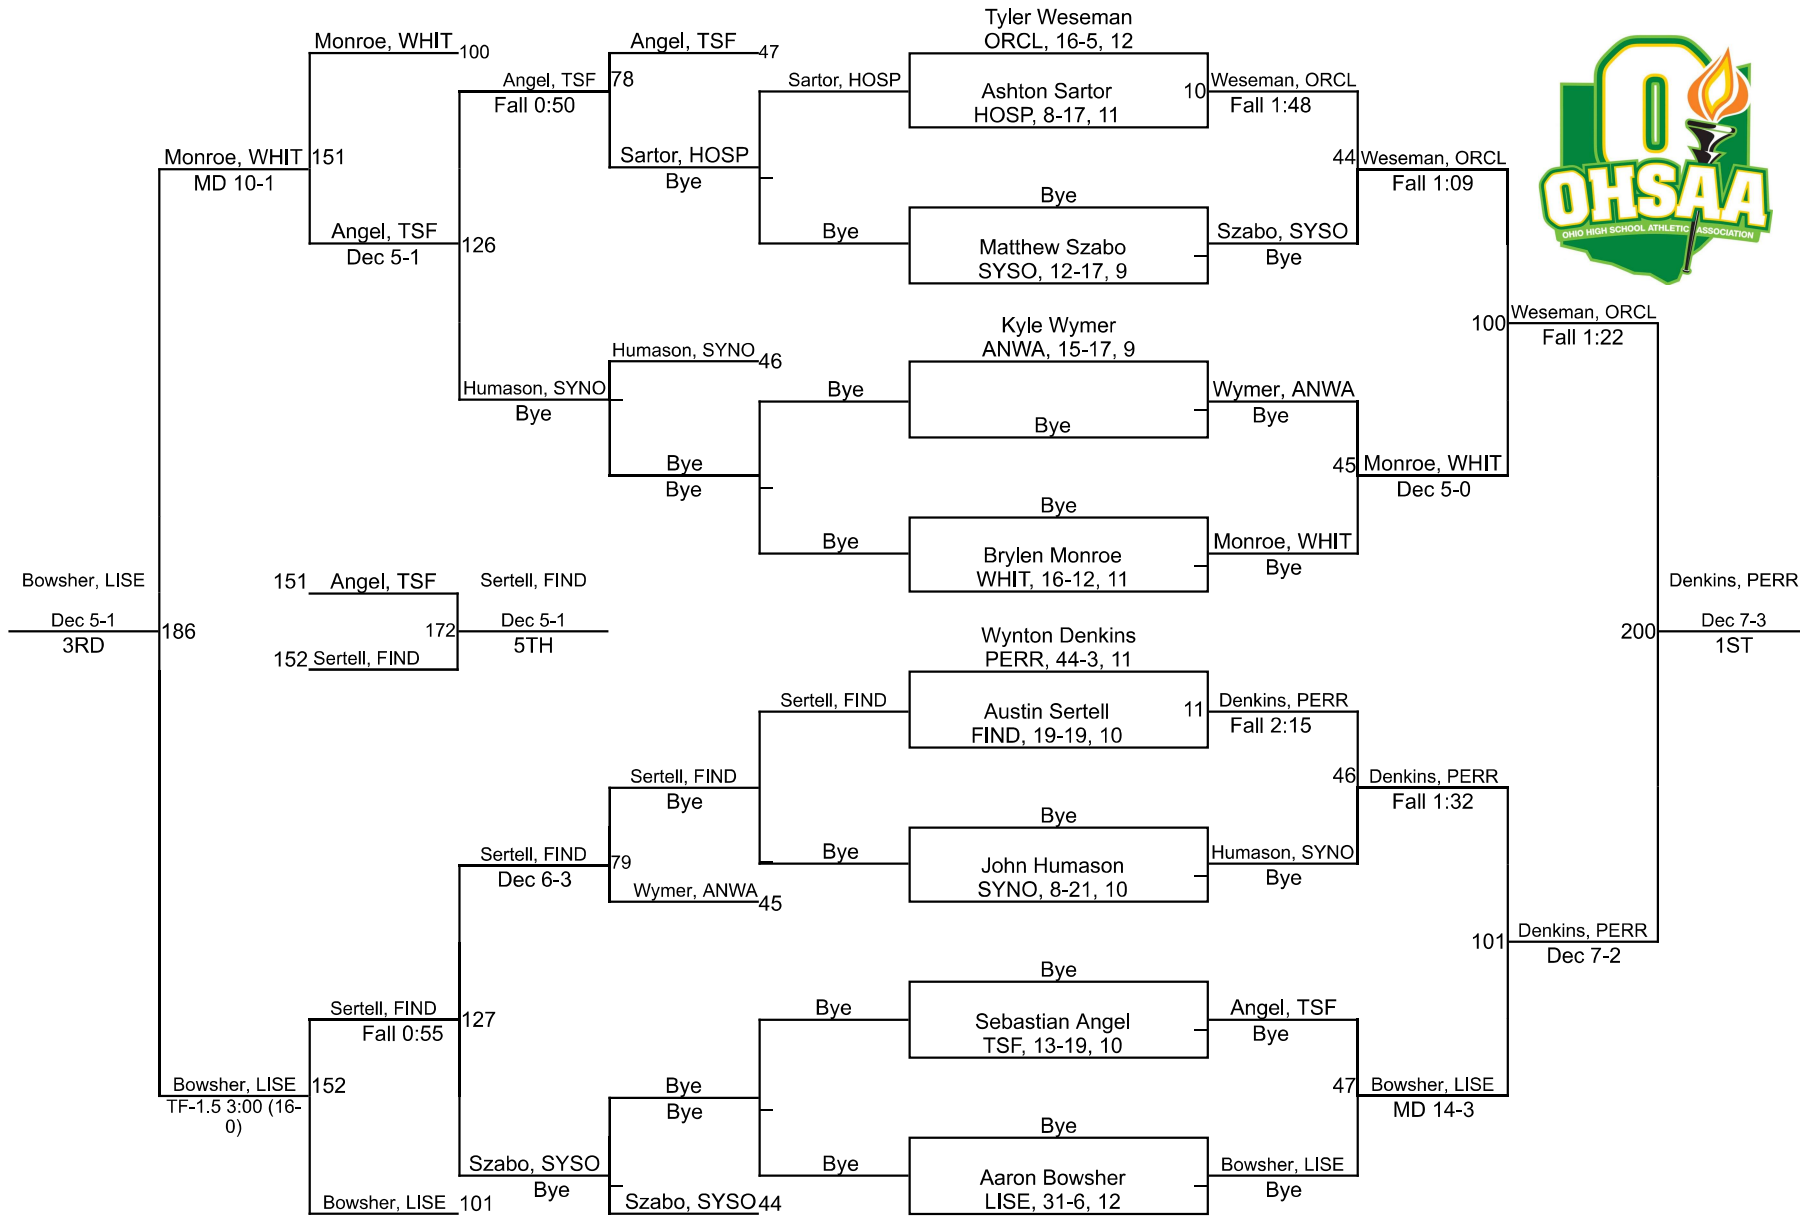 Tyler Weseman
ORCL, 16-5, 12
Monroe, WHIT 100
Angel, TSF 47
Angel, TSF 78
Fall 0:50
Sartor, HOSP
Ashton Sartor
HOSP, 8-17, 11
10 Weseman, ORCL
Fall 1:48
Monroe, WHIT 151
MD 10-1
Sartor, HOSP
Bye
44 Weseman, ORCL
Fall 1:09
Bye
Angel, TSF 126
Dec 5-1
Bye
Matthew Szabo
SYSO, 12-17, 9
Szabo, SYSO
Bye
O
OHSAA
OHIO HIGH SCHOOL ATHLETIC ASSOCIATION
Kyle Wymer
ANWA, 15-17, 9
100 Weseman, ORCL
Fall 1:22
Humason, SYNO 46
Humason, SYNO
Bye
Bye
Bye
Wymer, ANWA
Bye
Bye
Bye
45 Monroe, WHIT
Dec 5-0
Bye
Bye
Brylen Monroe
WHIT, 16-12, 11
Monroe, WHIT
Bye
Bowsher, LISE
Dec 5-1
3RD
186
151 Angel, TSF
152 Sertell, FIND
172
Sertell, FIND
Dec 5-1
5TH
Wynton Denkins
PERR, 44-3, 11
200
Denkins, PERR
Dec 7-3
1ST
Sertell, FIND
Austin Sertell
FIND, 19-19, 10
11 Denkins, PERR
Fall 2:15
Sertell, FIND
Bye
46 Denkins, PERR
Fall 1:32
Bye
Sertell, FIND 79
Dec 6-3
Bye
John Humason
SYNO, 8-21, 10
Humason, SYNO
Bye
Wymer, ANWA 45
101 Denkins, PERR
Dec 7-2
Bye
Sertell, FIND 127
Fall 0:55
Bye
Sebastian Angel
TSF, 13-19, 10
Angel, TSF
Bye
Bowsher, LISE 152
TF-1.5 3:00 (16-
0)
Bye
Bye
47 Bowsher, LISE
MD 14-3
Bye
Szabo, SYSO
Bye
Bye
Aaron Bowsher
LISE, 31-6, 12
Bowsher, LISE
Bye
Bowsher, LISE 101
Szabo, SYSO 44